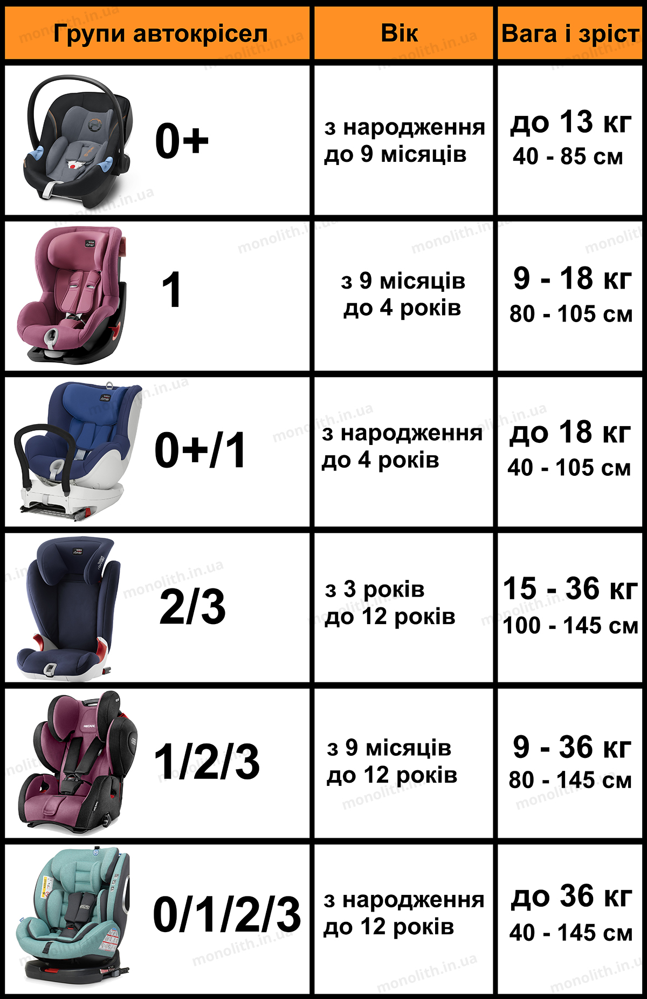 Групи автокрісел
Вік
Вага і зріст
0+
з народження
до 9 місяців
до 13 кг
40 - 85 см
1
з 9 місяців
до 4 років
9 - 18 кг
80 - 105 см
0+/1
з народження
до 4 років
до 18 кг
40 - 105 см
2/3
з 3 років
до 12 років
15 - 36 кг
100 - 145 см
1/2/3
RECARO
з 9 місяців
до 12 років
9 - 36 кг
80 - 145 см
0/1/2/3
з народження
до 12 років
до 36 кг
40 - 145 см
monolith.in.ua